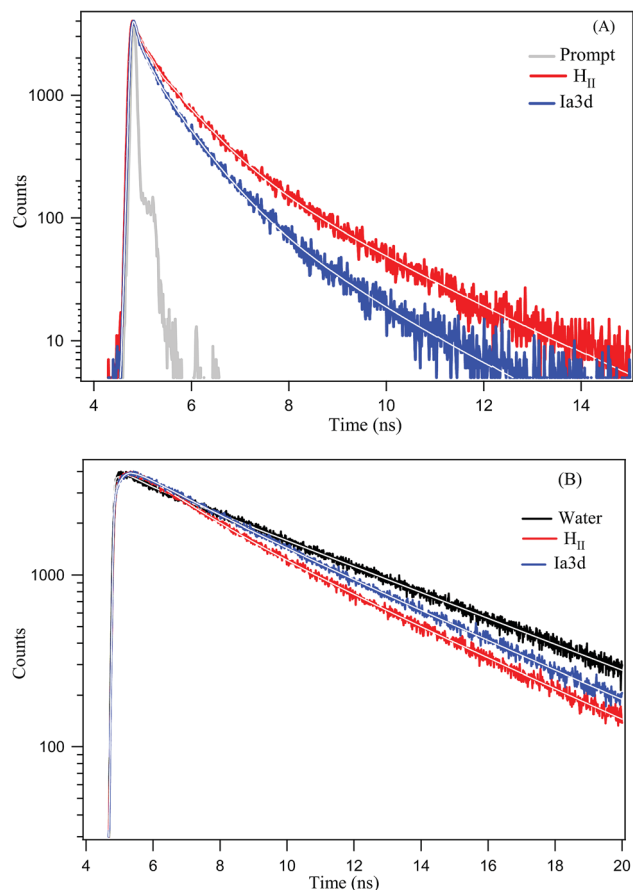 (A)
Prompt
H_II
Ia3d
1000
100
10
Counts
4 6 8 10 12 14
Time (ns)
(B)
Water
H_II
Ia3d
1000
100
Counts
4 6 8 10 12 14 16 18 20
Time (ns)